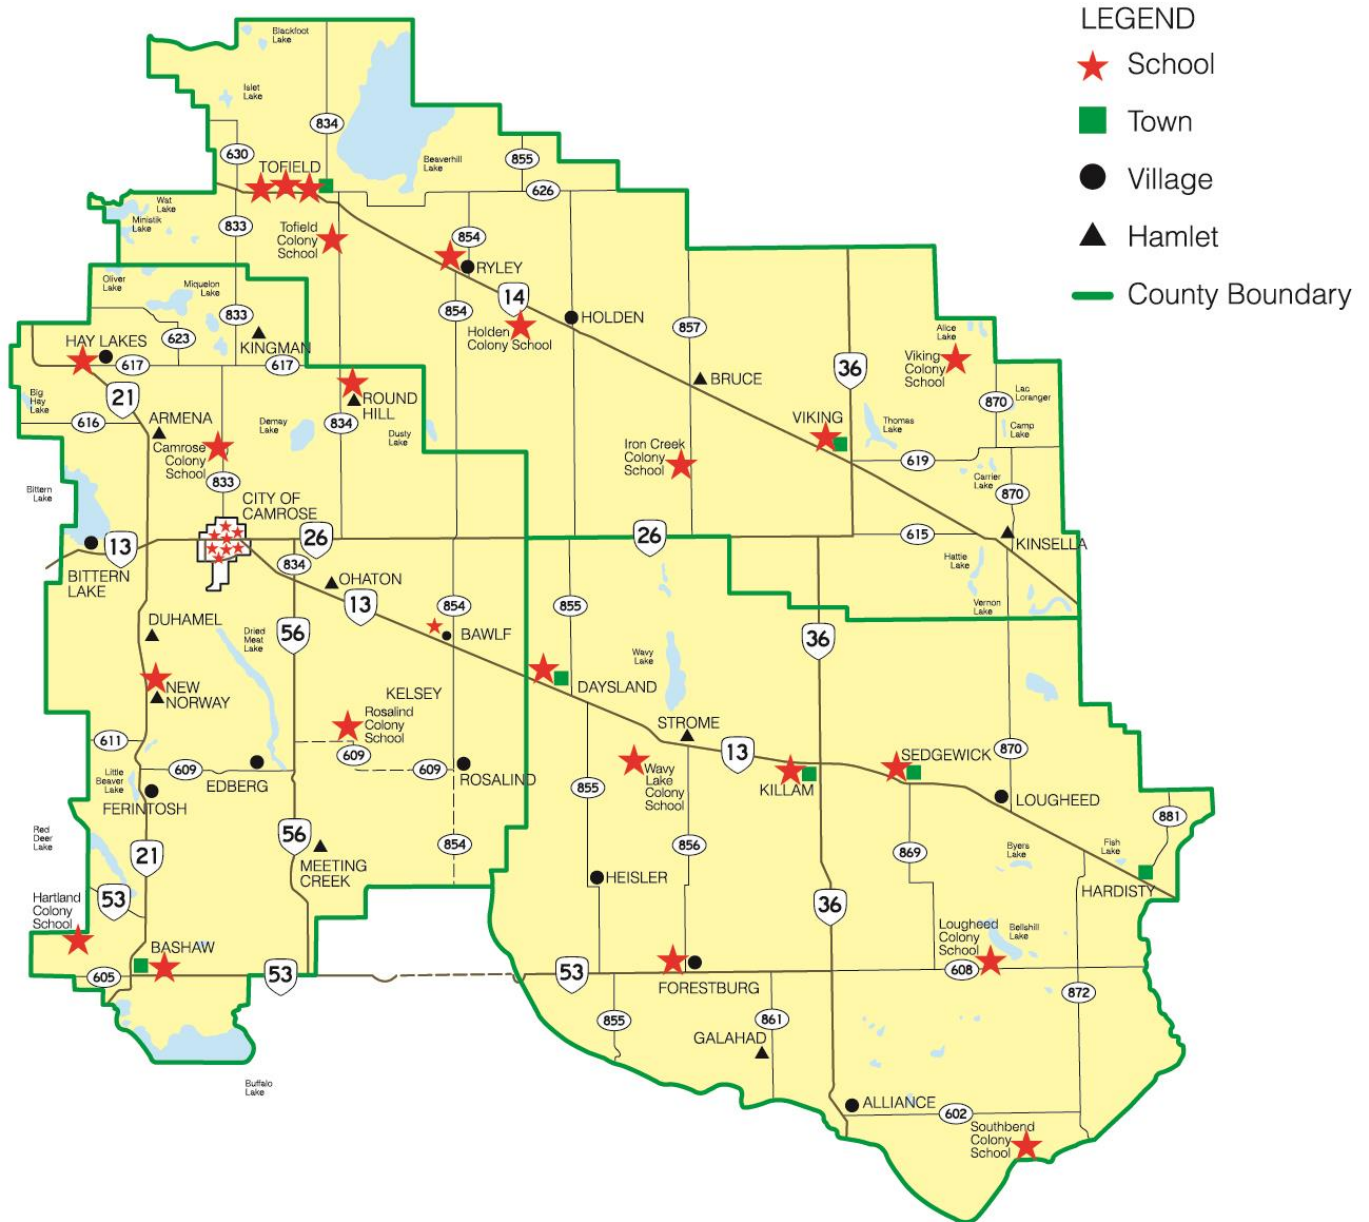 LEGEND
School
Town
Village
Hamlet
County Boundary
Blackfoot
Lake
Islet
Lake
834
630
TOFIELD
Beaverhill
Lake
855
626
Wat
Lake
Ministik
Lake
833
Tofield
Colony
School
854
RYLEY
Oliver
Lake
Miquelon
Lake
14
854
833
623
HOLDEN
Holden
Colony School
857
KINGMAN
HAY LAKES
617
617
Alice
Lake
Viking
Colony
School
36
BRUCE
21
Big
Hay
Lake
ROUND
HILL
870
Lac
Loranger
616
ARMENA
Demay
Lake
834
Dusty
Lake
VIKING
Thomas
Lake
Camp
Lake
Camrose
Colony
School
Iron Creek
Colony
School
619
833
Carrier
Lake
870
Bittern
Lake
CITY OF
CAMROSE
13
26
26
615
KINSELLA
BITTERN
LAKE
834
OHATON
Hattie
Lake
13
854
855
Vernon
Lake
DUHAMEL
56
Dried
Meat
Lake
BAWLF
36
Wavy
Lake
NEW
NORWAY
KELSEY
DAYSLAND
Rosalind
Colony
School
STROME
611
609
609
609
13
SEDGEWICK
870
Little
Beaver
Lake
EDBERG
ROSALIND
Wavy
Lake
Colony
School
KILLAM
855
FERINTOSH
LOUGHEED
881
Red
Deer
Lake
56
21
854
856
869
Byers
Lake
Fish
Lake
MEETING
CREEK
HEISLER
HARDISTY
Hartland
Colony
School
53
36
Lougheed
Colony
School
Bellshill
Lake
BASHAW
605
53
53
608
FORESTBURG
872
855
861
GALAHAD
Buffalo
Lake
ALLIANCE
602
Southbend
Colony
School